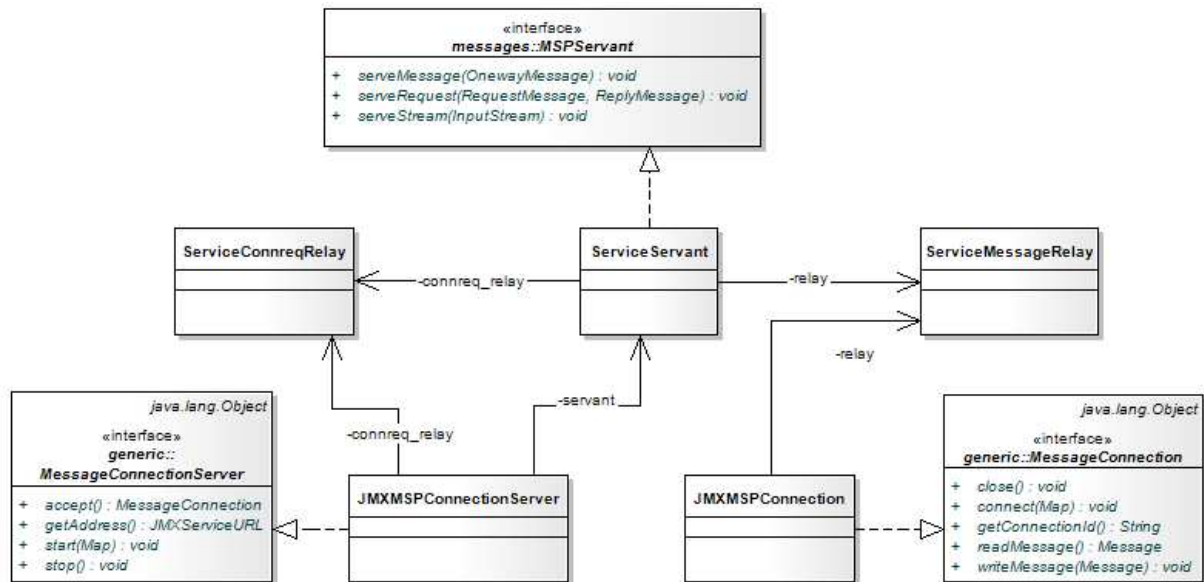 «interface»
messages::MSPServant
+ serveMessage(OnewayMessage) : void
+ serveRequest(RequestMessage, ReplyMessage) : void
+ serveStream(InputStream) : void
ServiceConnreqRelay
ServiceServant
ServiceMessageRelay
-connreq_relay
-relay
-relay
-servant
-connreq_relay
java.lang.Object
«interface»
generic::
MessageConnectionServer
+ accept() : MessageConnection
+ getAddress() : JMXServiceURL
+ start(Map) : void
+ stop() : void
JMXMSPConnectionServer
JMXMSPConnection
java.lang.Object
«interface»
generic::MessageConnection
+ close() : void
+ connect(Map) : void
+ getConnectionId() : String
+ readMessage() : Message
+ writeMessage(Message) : void